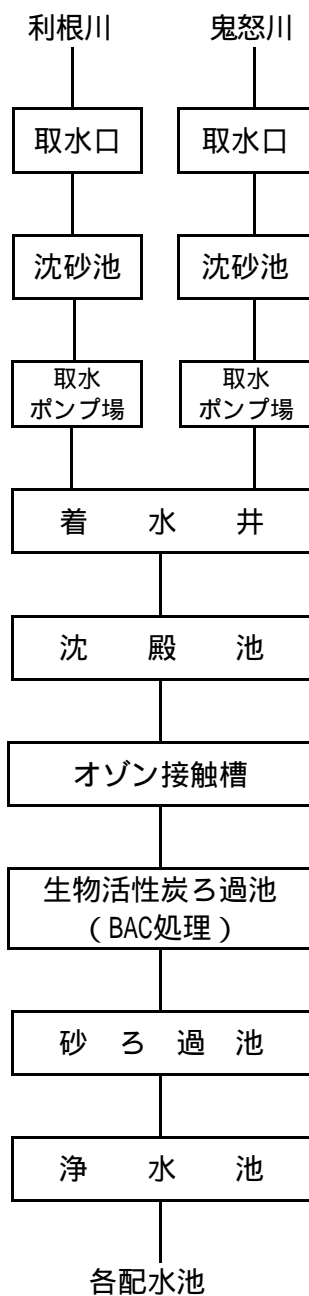 利根川 鬼怒川
取水口 取水口
沈砂池 沈砂池
取水 取水
ポンプ場 ポンプ場
着水井
沈殿池
オゾン接触槽
生物活性炭ろ過池
(BAC処理)
砂ろ過池
浄水池
各配水池